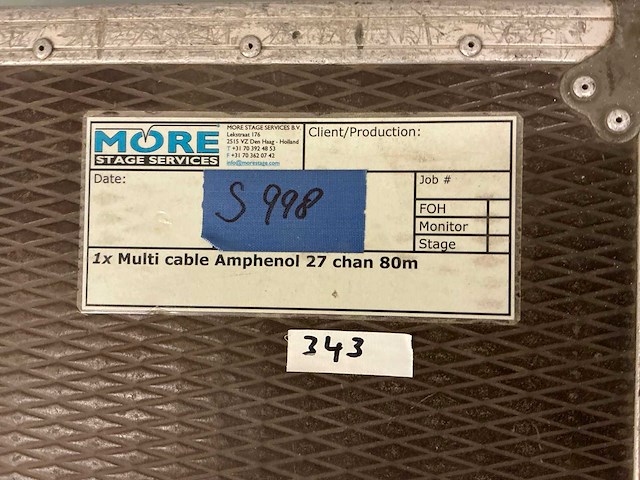 MORE
STAGE SERVICES
MORE STAGE SERVICES B.V.
Lekstraat 176
2515 VZ Den Haag - Holland
T +31 70 392 48 53
F +31 70 362 07 42
info@morestage.com
Client/Production:
Date:
S 998
Job #
FOH
Monitor
Stage
1x Multi cable Amphenol 27 chan 80m
343